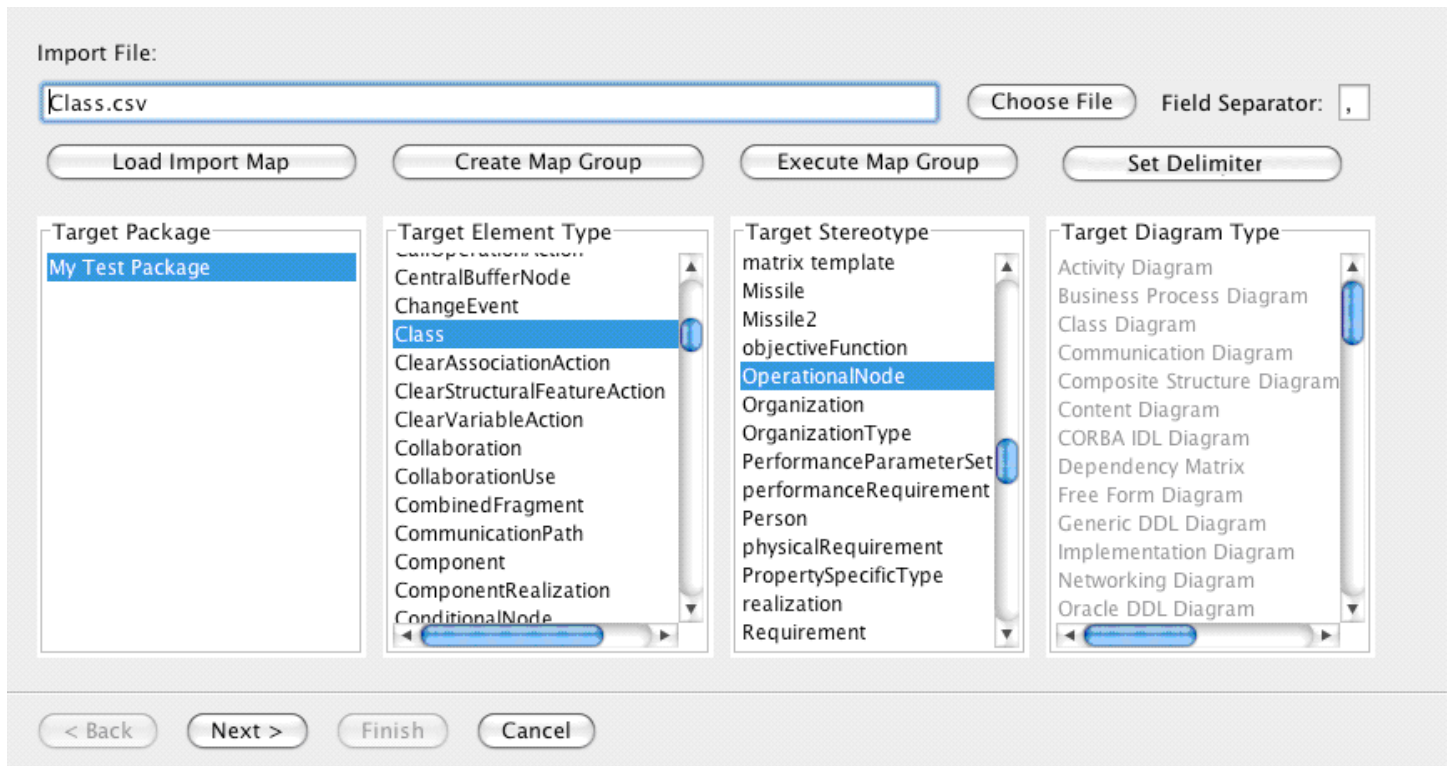 Import File:
Class.csv
Choose File
Field Separator: ,
Load Import Map
Create Map Group
Execute Map Group
Set Delimiter
Target Package
My Test Package
Target Element Type
CallOperationAction
CentralBufferNode
ChangeEvent
Class
ClearAssociationAction
ClearStructuralFeatureAction
ClearVariableAction
Collaboration
CollaborationUse
CombinedFragment
CommunicationPath
Component
ComponentRealization
ConditionalNode
Target Stereotype
matrix template
Missile
Missile2
objectiveFunction
OperationalNode
Organization
OrganizationType
PerformanceParameterSet
performanceRequirement
Person
physicalRequirement
PropertySpecificType
realization
Requirement
Target Diagram Type
Activity Diagram
Business Process Diagram
Class Diagram
Communication Diagram
Composite Structure Diagram
Content Diagram
CORBA IDL Diagram
Dependency Matrix
Free Form Diagram
Generic DDL Diagram
Implementation Diagram
Networking Diagram
Oracle DDL Diagram
< Back
Next >
Finish
Cancel